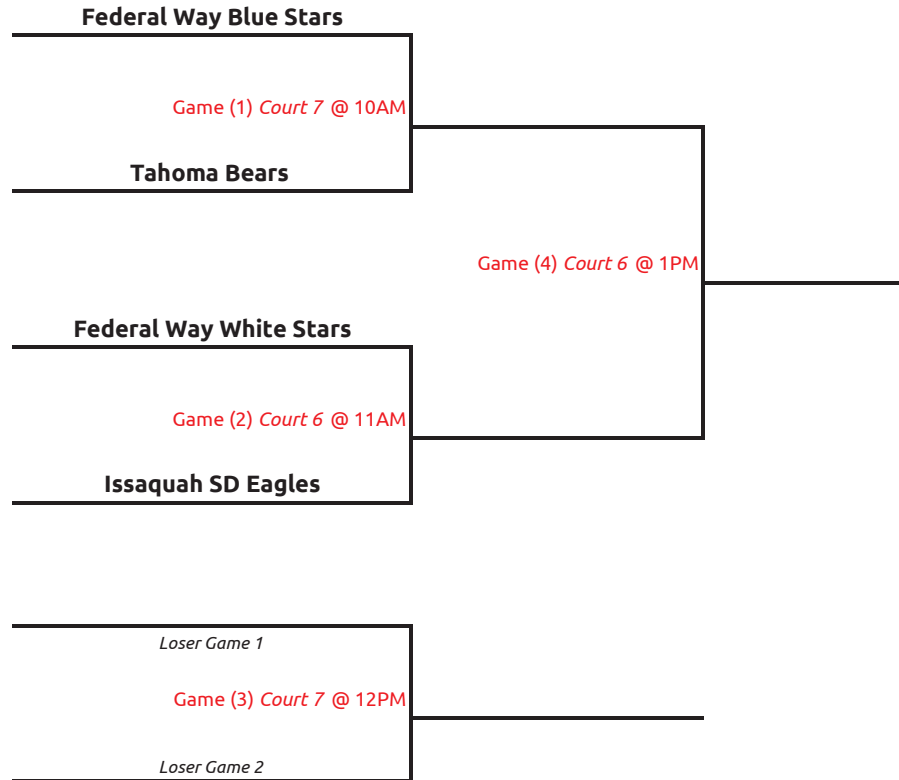 Federal Way Blue Stars
Game (1) Court 7 @ 10AM
Tahoma Bears
Game (4) Court 6 @ 1PM
Federal Way White Stars
Game (2) Court 6 @ 11AM
Issaquah SD Eagles
Loser Game 1
Game (3) Court 7 @ 12PM
Loser Game 2